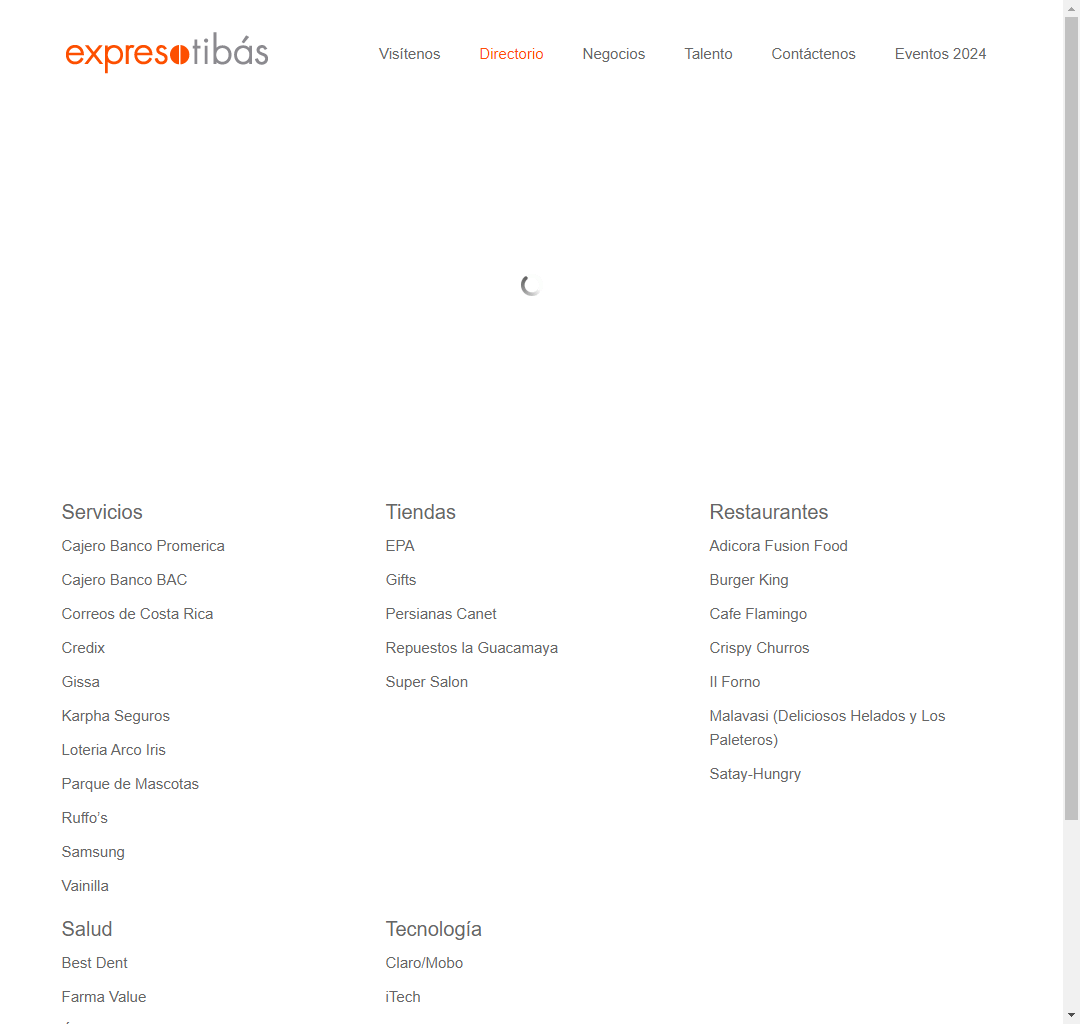 expresotibás
Visítenos
Directorio
Negocios
Talento
Contáctenos
Eventos 2024
Servicios
Cajero Banco Promerica
Cajero Banco BAC
Correos de Costa Rica
Credix
Gissa
Karpha Seguros
Loteria Arco Iris
Parque de Mascotas
Ruffo’s
Samsung
Vainilla
Tiendas
EPA
Gifts
Persianas Canet
Repuestos la Guacamaya
Super Salon
Restaurantes
Adicora Fusion Food
Burger King
Cafe Flamingo
Crispy Churros
Il Forno
Malavasi (Deliciosos Helados y Los
Paleteros)
Satay-Hungry
Salud
Best Dent
Farma Value
Tecnología
Claro/Mobo
iTech